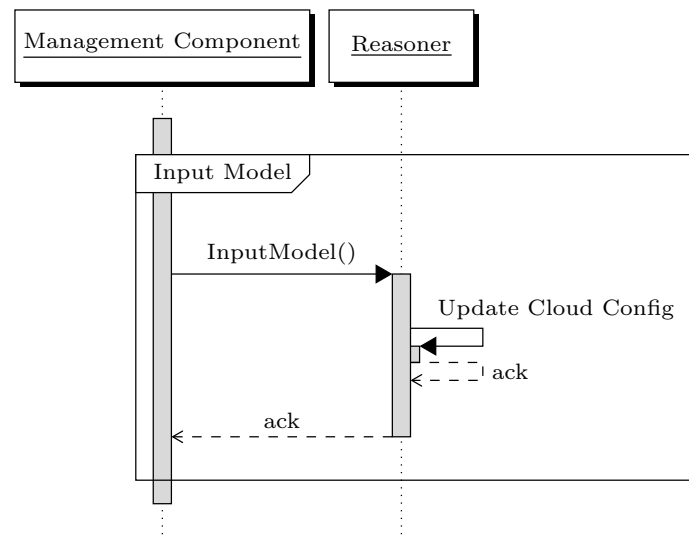 Management Component
Reasoner
Input Model
InputModel()
Update Cloud Config
ack
ack